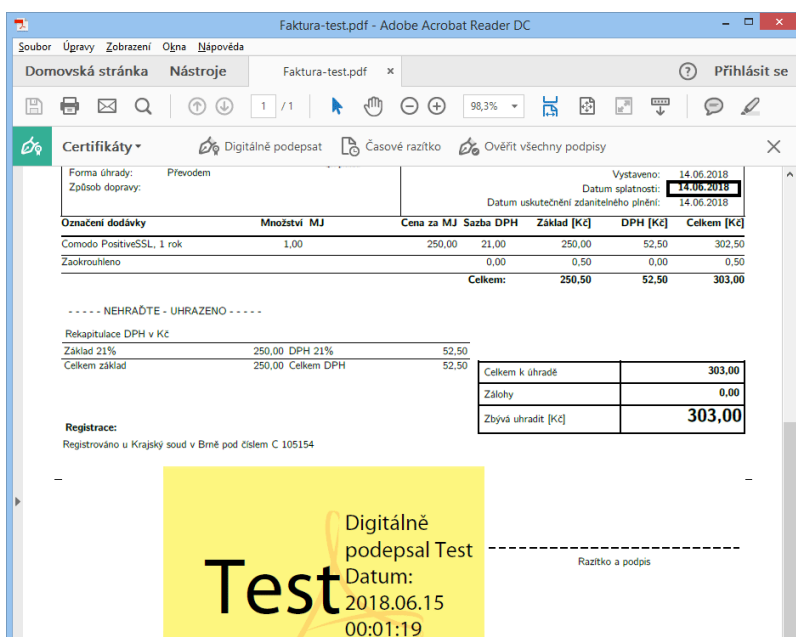 Faktura-test.pdf - Adobe Acrobat Reader DC
Soubor Úpravy Zobrazení Okna Nápověda
Domovská stránka Nástroje Faktura-test.pdf × ? Přihlásit se
1 / 1 98,3%
Certifikáty Digitálně podepsat Časové razítko Ověřit všechny podpisy
Forma úhrady: Převodem Vystaveno: 14.06.2018
Způsob dopravy: Datum splatnosti: 14.06.2018
Datum uskutečnění zdanitelného plnění: 14.06.2018
Označení dodávky Množství MJ Cena za MJ Sazba DPH Základ [Kč] DPH [Kč] Celkem [Kč]
Comodo PositiveSSL, 1 rok 1,00 250,00 21,00 250,00 52,50 302,50
Zaokrouhleno 0,00 0,50 0,00 0,50
Celkem: 250,50 52,50 303,00
- - - - - NEHRAĎTE - UHRAZENO - - - - -
Rekapitulace DPH v Kč
Základ 21% 250,00 DPH 21% 52,50
Celkem základ 250,00 Celkem DPH 52,50
Celkem k úhradě 303,00
Zálohy 0,00
Zbývá uhradit [Kč] 303,00
Registrace:
Registrováno u Krajský soud v Brně pod číslem C 105154
Test
Digitálně
podepsal Test
Datum:
2018.06.15
00:01:19
Razítko a podpis